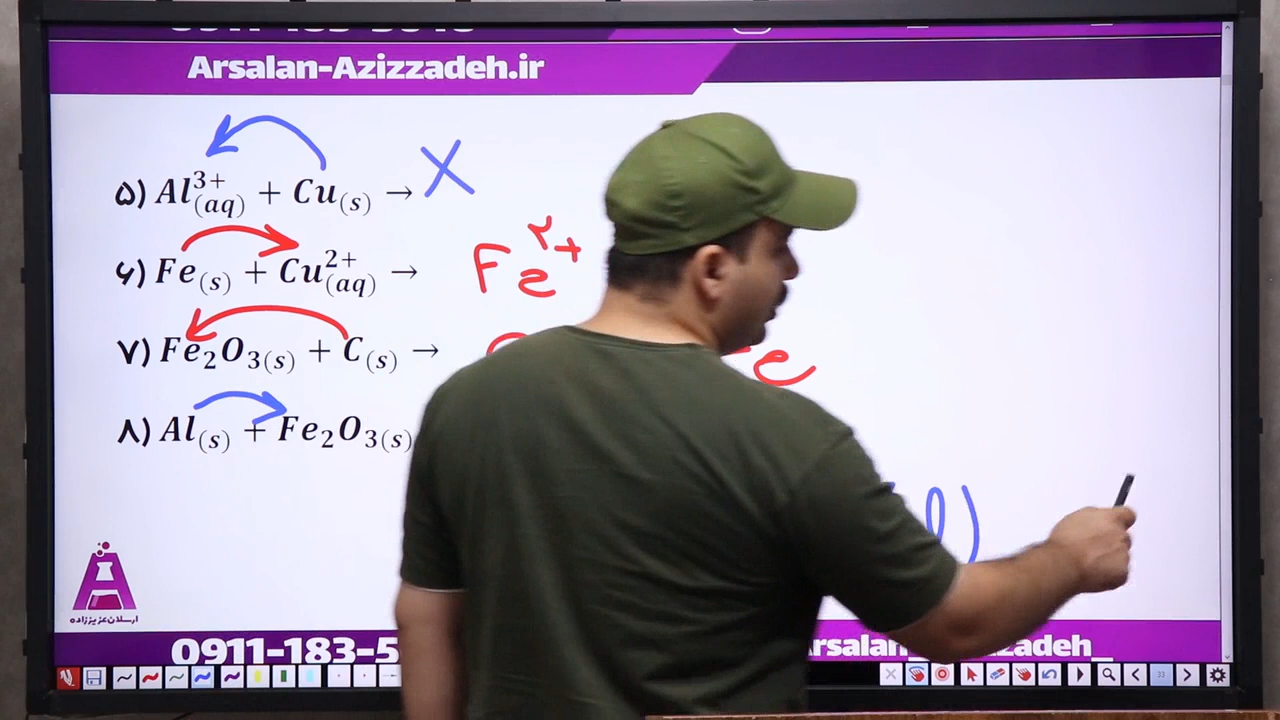 Arsalan-Azizzadeh.ir
۵) Al³⁺(aq) + Cu(s) → X
۶) Fe(s) + Cu²⁺(aq) → Fe²⁺
۷) Fe₂O₃(s) + C(s) → e
۸) Al(s) + Fe₂O₃(s)
l)
ارسلان عزیززاده
0911-183-5